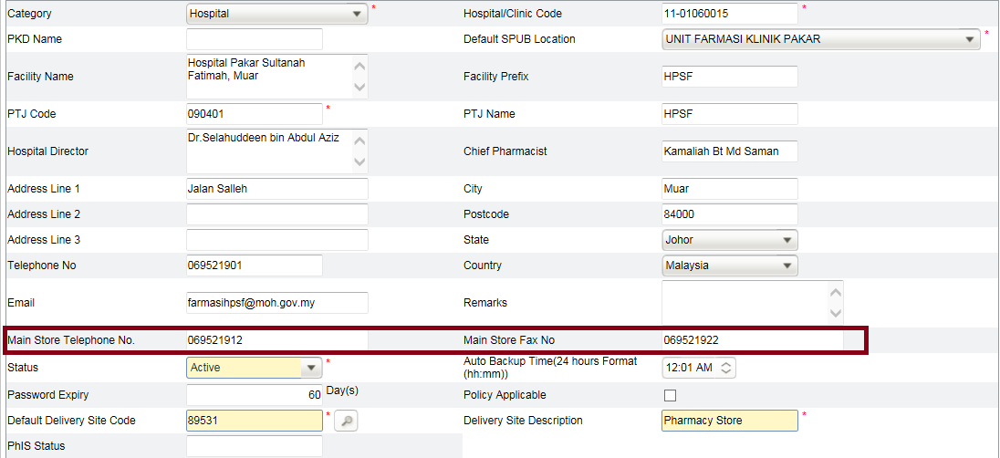 Category Hospital * Hospital/Clinic Code 11-01060015 *
PKD Name Default SPUB Location UNIT FARMASI KLINIK PAKAR *
Facility Name Hospital Pakar Sultanah
Fatimah, Muar Facility Prefix HPSF
PTJ Code 090401 * PTJ Name HPSF
Hospital Director Dr.Selahuddeen bin Abdul Aziz Chief Pharmacist Kamaliah Bt Md Saman
Address Line 1 Jalan Salleh City Muar
Address Line 2 Postcode 84000
Address Line 3 State Johor
Telephone No 069521901 Country Malaysia
Email farmasihpsf@moh.gov.my Remarks
Main Store Telephone No. 069521912 Main Store Fax No 069521922
Status Active * Auto Backup Time(24 hours Format
(hh:mm)) 12:01 AM
Password Expiry 60 Day(s) Policy Applicable
Default Delivery Site Code 89531 * Delivery Site Description Pharmacy Store *
PhIS Status